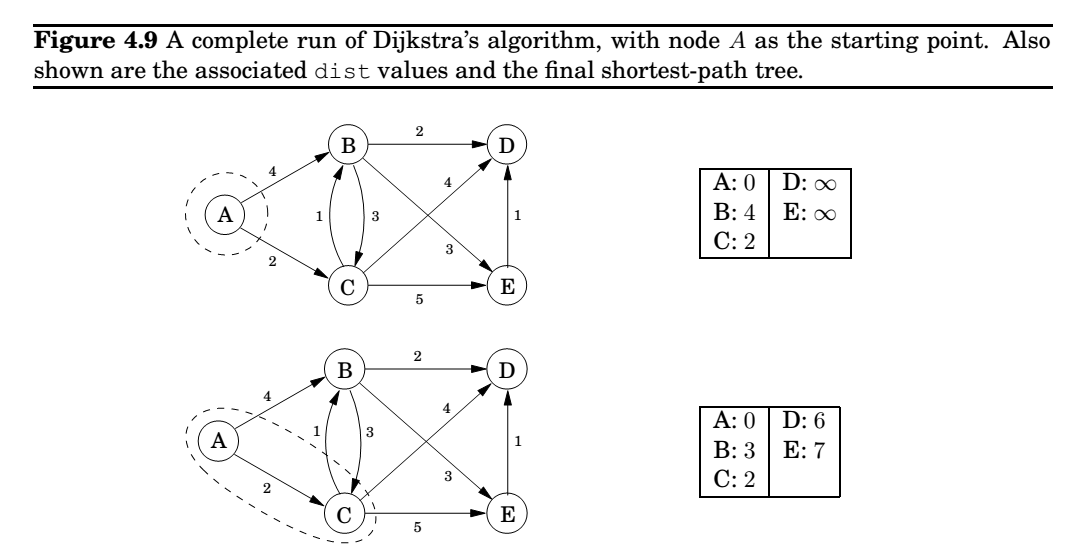 Figure 4.9 A complete run of Dijkstra's algorithm, with node A as the starting point. Also
shown are the associated dist values and the final shortest-path tree.
B
2
D
4
4
A
1
3
1
2
3
C
5
E
A: 0 D: ∞
B: 4 E: ∞
C: 2
B
2
D
4
4
A
1
3
1
2
3
C
5
E
A: 0 D: 6
B: 3 E: 7
C: 2